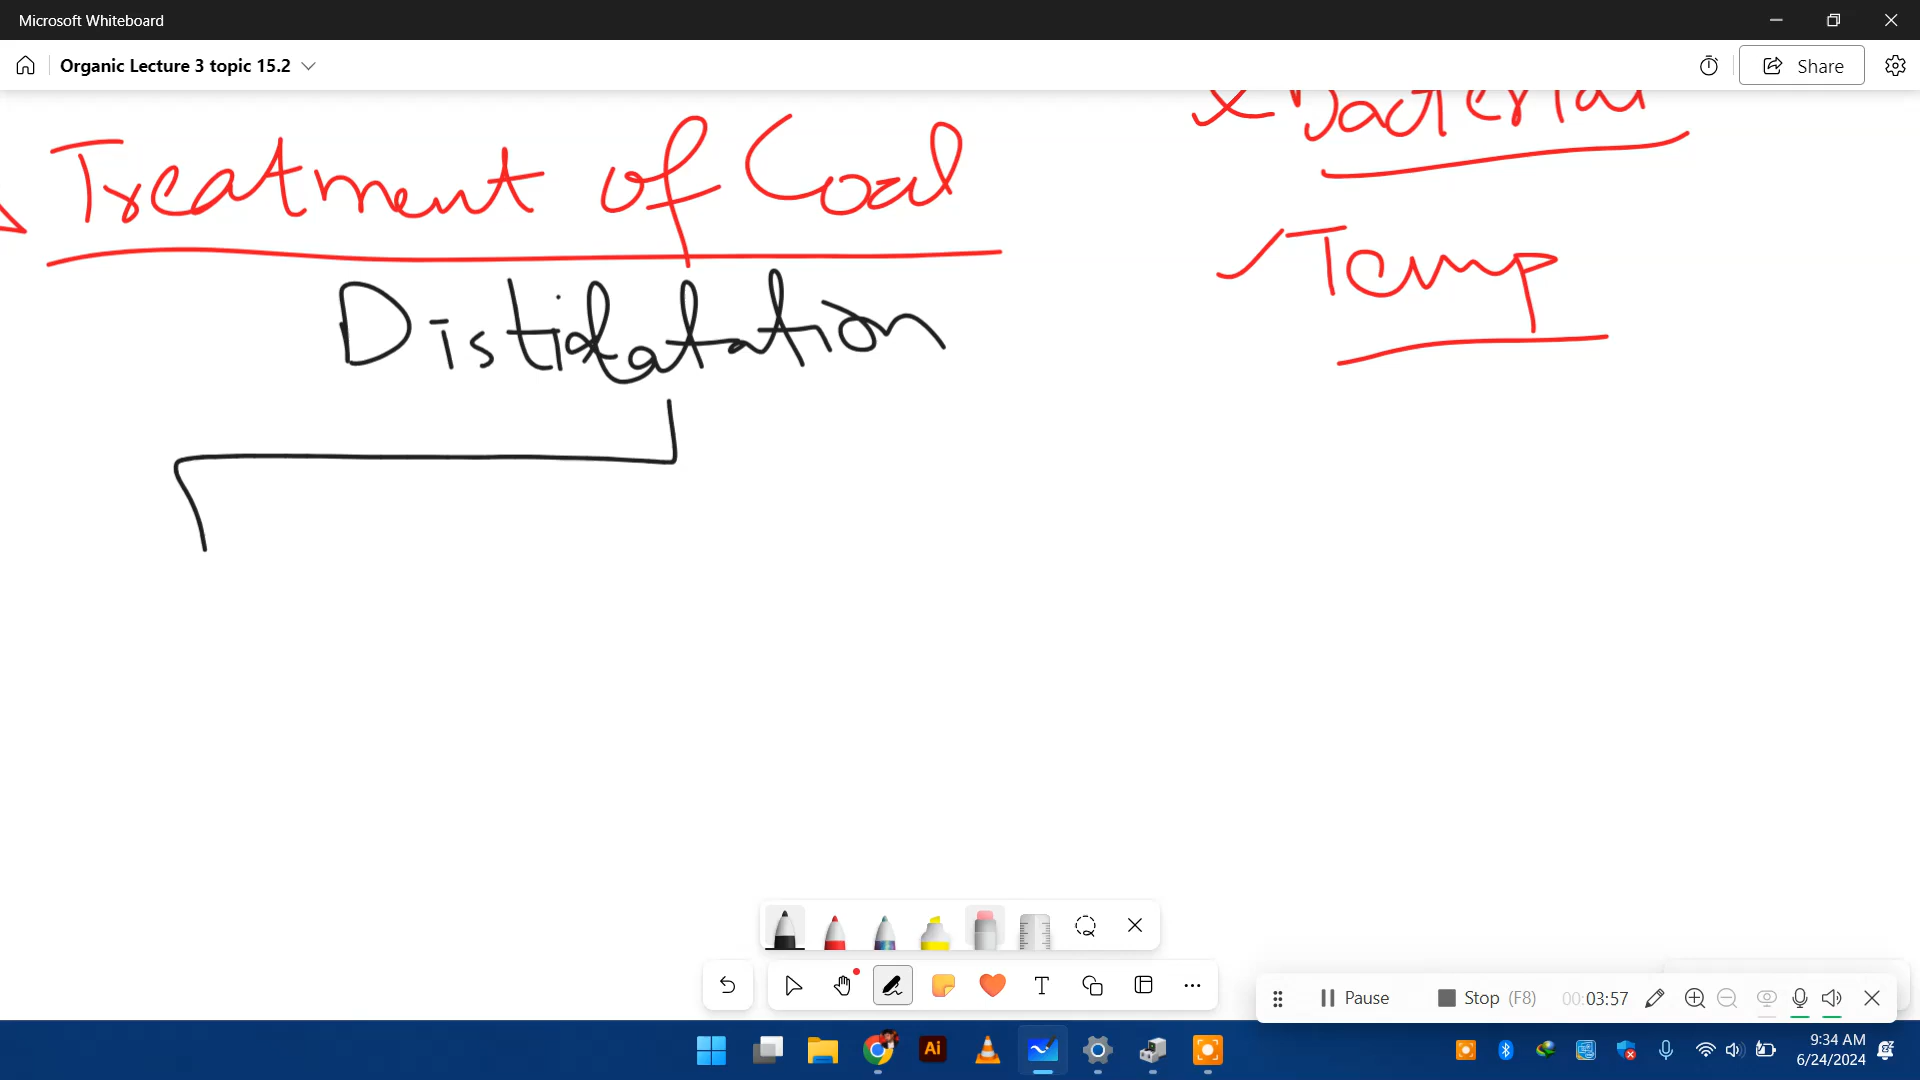 Microsoft Whiteboard
Organic Lecture 3 topic 15.2
Share
Bacterial
Treatment of Coal
Temp
Distilatation
Pause
Stop (F8)
00:03:57
T
Ai
9:34 AM
6/24/2024